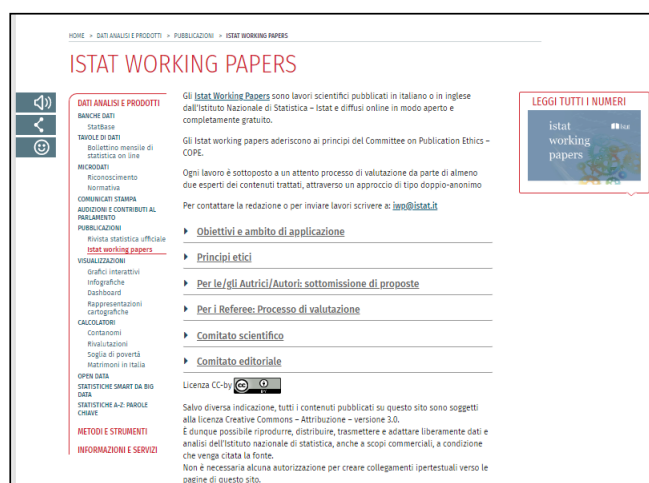 HOME > DATI ANALISI E PRODOTTI > PUBBLICAZIONI > ISTAT WORKING PAPERS
ISTAT WORKING PAPERS
DATI ANALISI E PRODOTTI
BANCHE DATI
StatBase
TAVOLE DI DATI
Bollettino mensile di
statistica on line
MICRODATI
Riconoscimento
Normativa
COMUNICATI STAMPA
AUDIZIONI E CONTRIBUTI AL
PARLAMENTO
PUBBLICAZIONI
Rivista statistica ufficiale
Istat working papers
VISUALIZZAZIONI
Grafici interattivi
Infografiche
Dashboard
Rappresentazioni
cartografiche
CALCOLATORI
Contanomi
Rivalutazioni
Soglia di povertà
Matrimoni in Italia
OPEN DATA
STATISTICHE SMART DA BIG
DATA
STATISTICHE A-Z: PAROLE
CHIAVE
METODI E STRUMENTI
INFORMAZIONI E SERVIZI
Gli Istat Working Papers sono lavori scientifici pubblicati in italiano o in inglese
dall'Istituto Nazionale di Statistica – Istat e diffusi online in modo aperto e
completamente gratuito.
Gli Istat working papers aderiscono ai principi del Committee on Publication Ethics –
COPE.
Ogni lavoro è sottoposto a un attento processo di valutazione da parte di almeno
due esperti dei contenuti trattati, attraverso un approccio di tipo doppio-anonimo
Per contattare la redazione o per inviare lavori scrivere a: iwp@istat.it
Obiettivi e ambito di applicazione
Principi etici
Per le/gli Autrici/Autori: sottomissione di proposte
Per i Referee: Processo di valutazione
Comitato scientifico
Comitato editoriale
Licenza CC-by
Salvo diversa indicazione, tutti i contenuti pubblicati su questo sito sono soggetti
alla licenza Creative Commons – Attribuzione – versione 3.0.
È dunque possibile riprodurre, distribuire, trasmettere e adattare liberamente dati e
analisi dell'Istituto nazionale di statistica, anche a scopi commerciali, a condizione
che venga citata la fonte.
Non è necessaria alcuna autorizzazione per creare collegamenti ipertestuali verso le
pagine di questo sito.
LEGGI TUTTI I NUMERI
istat
working
papers